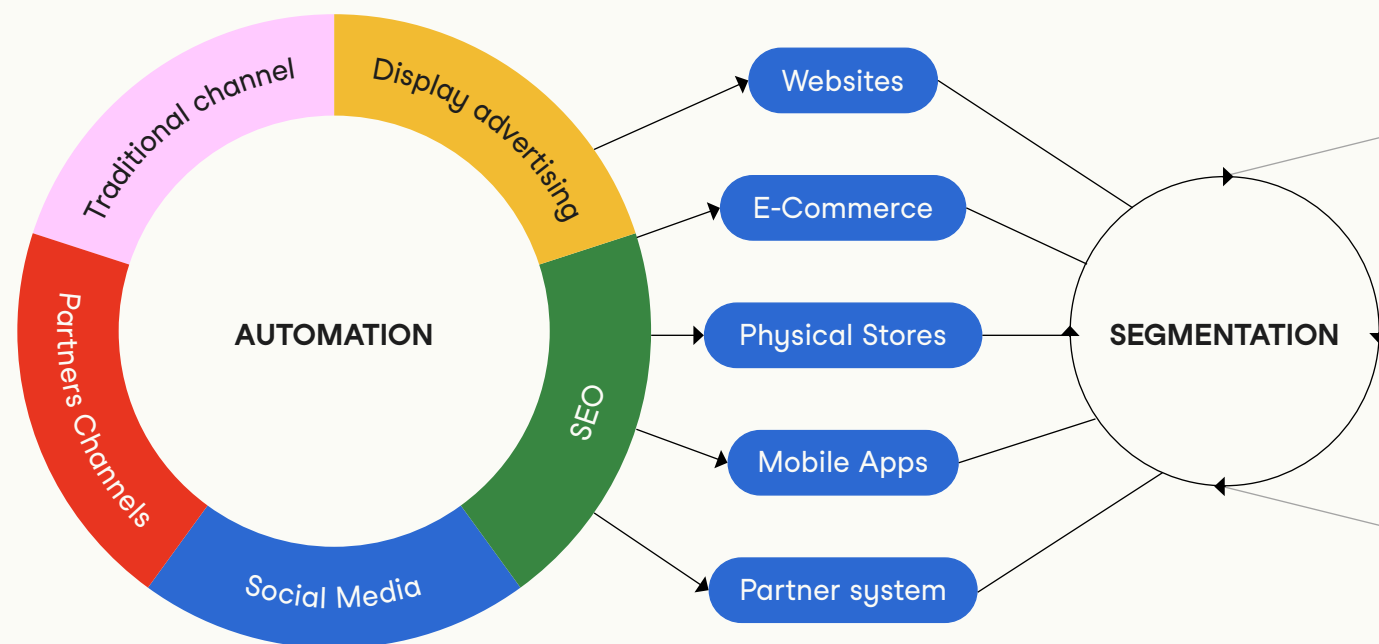 Traditional channel
Display advertising
Partners Channels
AUTOMATION
SEO
Social Media
Websites
E-Commerce
Physical Stores
Mobile Apps
Partner system
SEGMENTATION